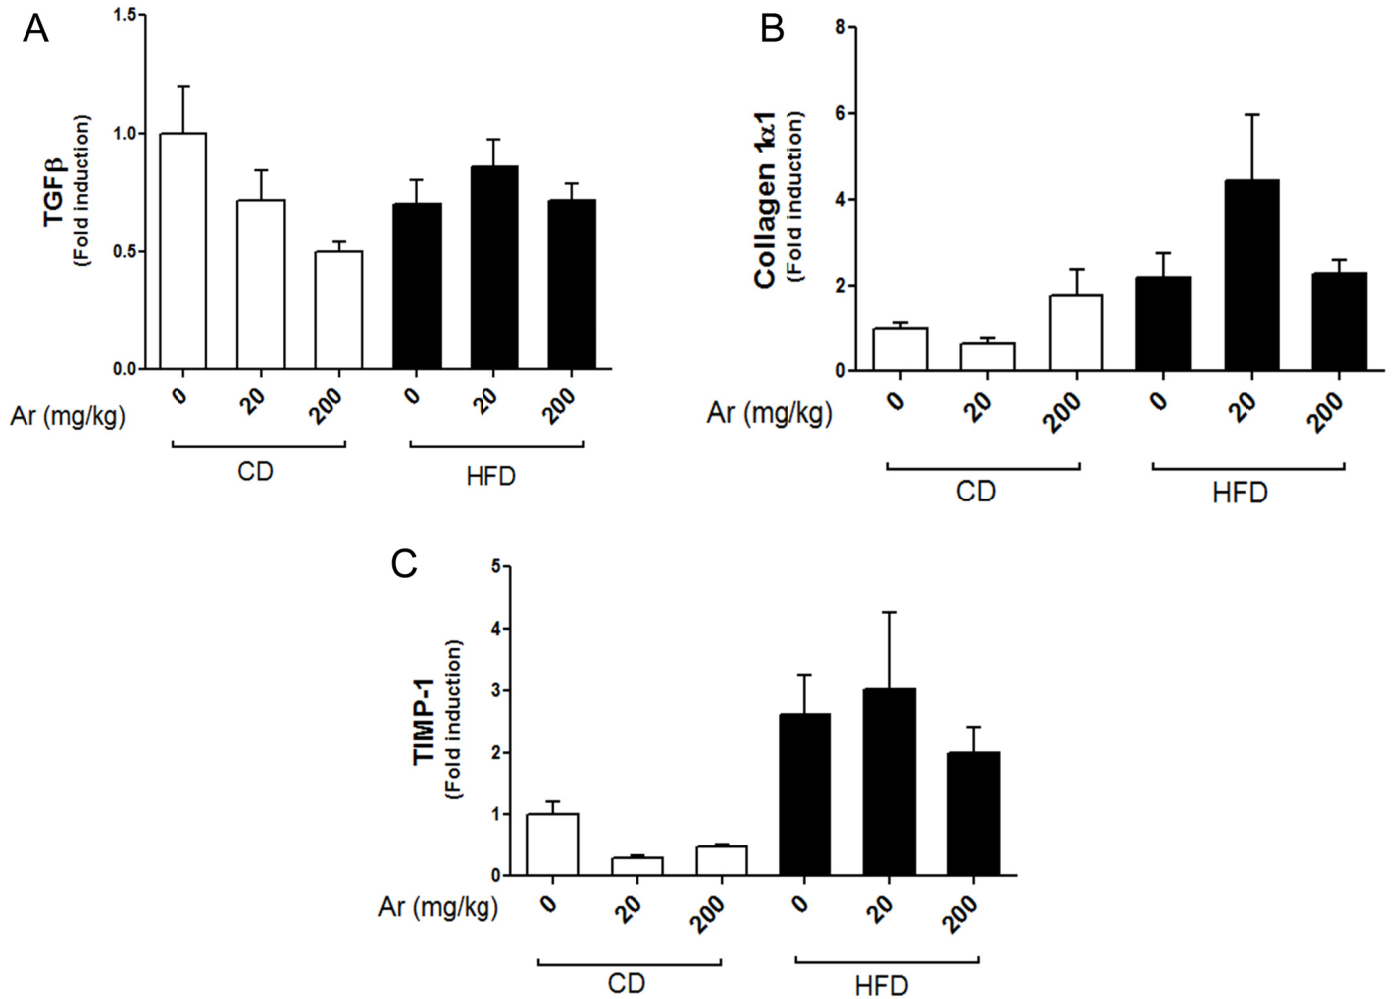 A
TGFβ
(Fold induction)
1.5
1.0
0.5
0.0
Ar (mg/kg)
0 20 200 0 20 200
CD HFD
B
Collagen 1α1
(Fold induction)
8
6
4
2
0
Ar (mg/kg)
0 20 200 0 20 200
CD HFD
C
TIMP-1
(Fold induction)
5
4
3
2
1
0
Ar (mg/kg)
0 20 200 0 20 200
CD HFD